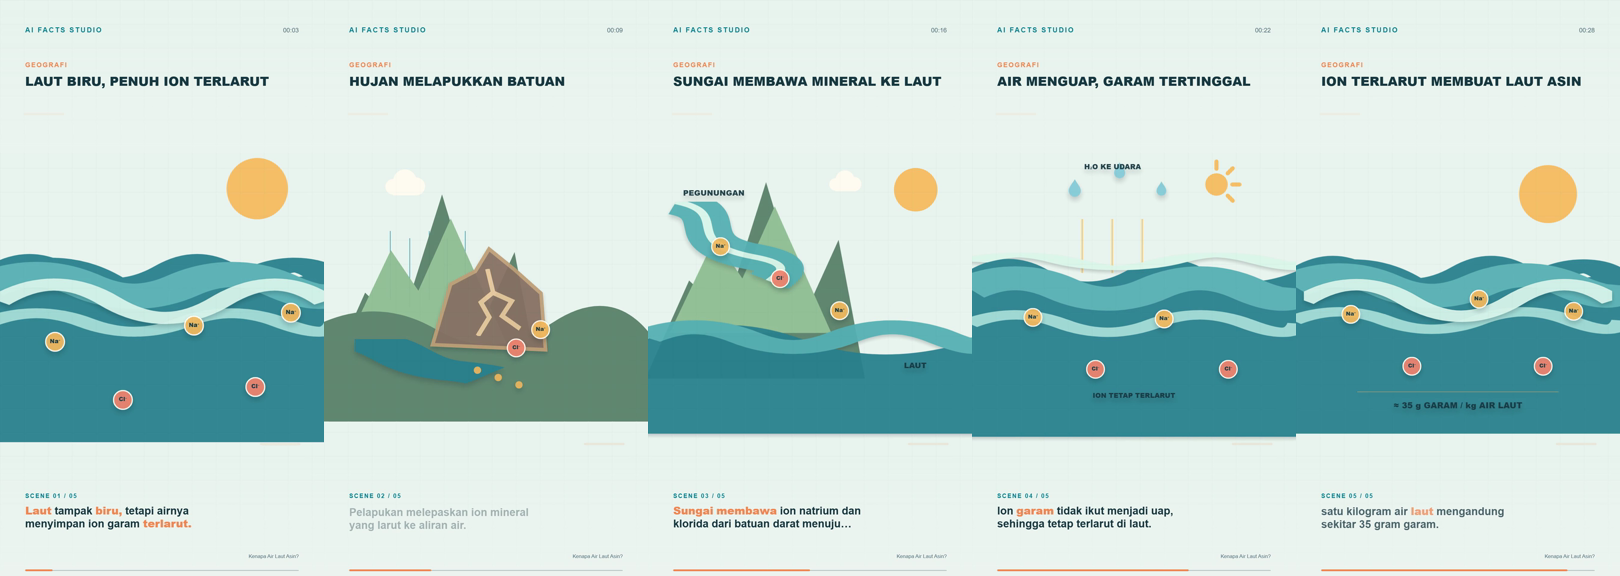 AI FACTS STUDIO
00:03
GEOGRAFI
LAUT BIRU, PENUH ION TERLARUT
Na⁺
Na⁺
Na⁺
Cl⁻
Cl⁻
SCENE 01 / 05
Laut tampak biru, tetapi airnya
menyimpan ion garam terlarut.
AI FACTS STUDIO
00:09
GEOGRAFI
HUJAN MELAPUKKAN BATUAN
Na⁺
Cl⁻
SCENE 02 / 05
Pelapukan melepaskan ion mineral
yang larut ke aliran air.
Kenapa Air Laut Asin?
AI FACTS STUDIO
00:16
GEOGRAFI
SUNGAI MEMBAWA MINERAL KE LAUT
PEGUNUNGAN
Na⁺
Cl⁻
Na⁺
LAUT
SCENE 03 / 05
Sungai membawa ion natrium dan
klorida dari batuan darat menuju…
Kenapa Air Laut Asin?
AI FACTS STUDIO
00:22
GEOGRAFI
AIR MENGUAP, GARAM TERTINGGAL
H₂O KE UDARA
Na⁺
Na⁺
Cl⁻
Cl⁻
ION TETAP TERLARUT
SCENE 04 / 05
Ion garam tidak ikut menjadi uap,
sehingga tetap terlarut di laut.
Kenapa Air Laut Asin?
AI FACTS STUDIO
00:28
GEOGRAFI
ION TERLARUT MEMBUAT LAUT ASIN
Na⁺
Na⁺
Na⁺
Cl⁻
Cl⁻
≈ 35 g GARAM / kg AIR LAUT
SCENE 05 / 05
satu kilogram air laut mengandung
sekitar 35 gram garam.
Kenapa Air Laut Asin?
Kenapa Air Laut Asin?